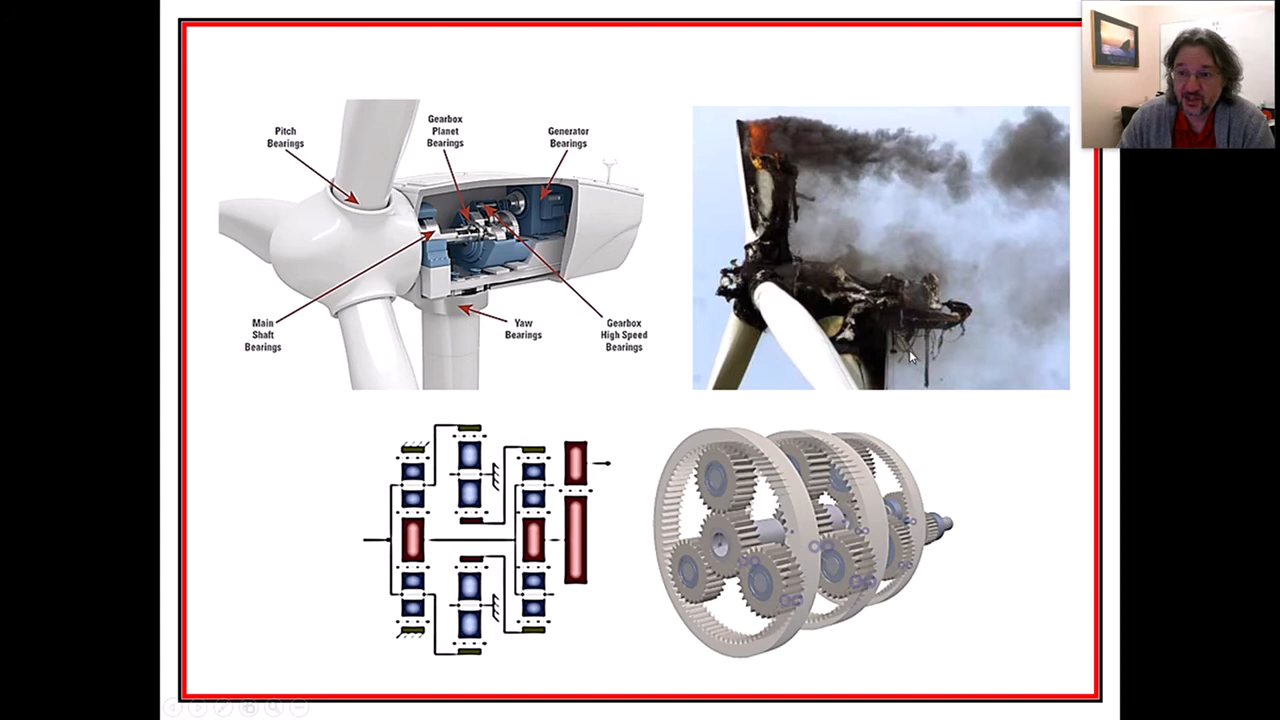 Pitch
Bearings
Gearbox
Planet
Bearings
Generator
Bearings
Main
Shaft
Bearings
Yaw
Bearings
Gearbox
High Speed
Bearings